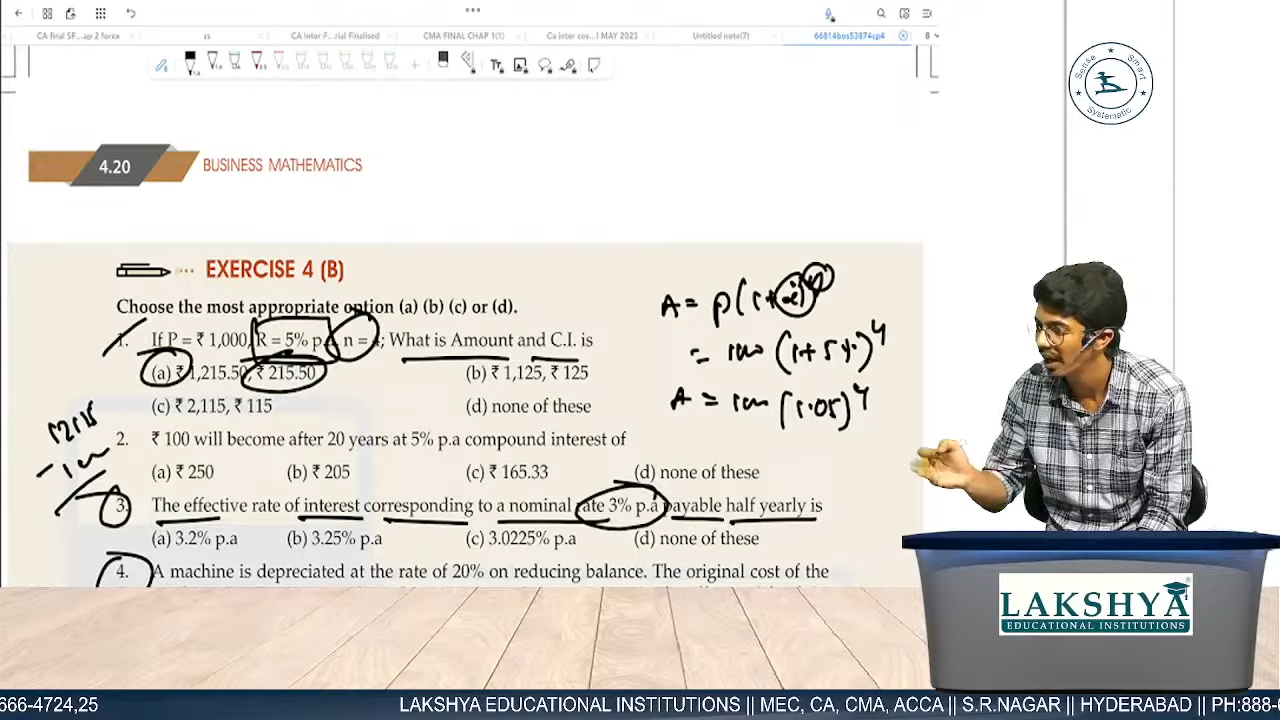 CA final SF...ap 2 forex
ss
CA Inter F...rial Finalised
CMA FINAL CHAP 1(1)
Ca inter cos...l MAY 2023
Untitled note(7)
66814bos53874cp4
8
Sense Smart Systematic
4.20 BUSINESS MATHEMATICS
EXERCISE 4 (B)
Choose the most appropriate option (a) (b) (c) or (d).
1. If P = ₹ 1,000, R = 5% p.a, n = 4; What is Amount and C.I. is
(a) ₹ 1,215.50, ₹ 215.50 (b) ₹ 1,125, ₹ 125
(c) ₹ 2,115, ₹ 115 (d) none of these
2. ₹ 100 will become after 20 years at 5% p.a compound interest of
(a) ₹ 250 (b) ₹ 205 (c) ₹ 165.33 (d) none of these
3. The effective rate of interest corresponding to a nominal rate 3% p.a payable half yearly is
(a) 3.2% p.a (b) 3.25% p.a (c) 3.0225% p.a (d) none of these
4. A machine is depreciated at the rate of 20% on reducing balance. The original cost of the
A = P(1+i)
= (1+5%)4
A = (1.05)4
1215
LAKSHYA
EDUCATIONAL INSTITUTIONS
666-4724,25 LAKSHYA EDUCATIONAL INSTITUTIONS || MEC, CA, CMA, ACCA || S.R.NAGAR || HYDERABAD || PH:888-